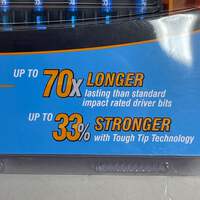 UP TO 70x LONGER
lasting than standard
impact rated driver bits
UP TO 33% STRONGER
with Tough Tip Technology